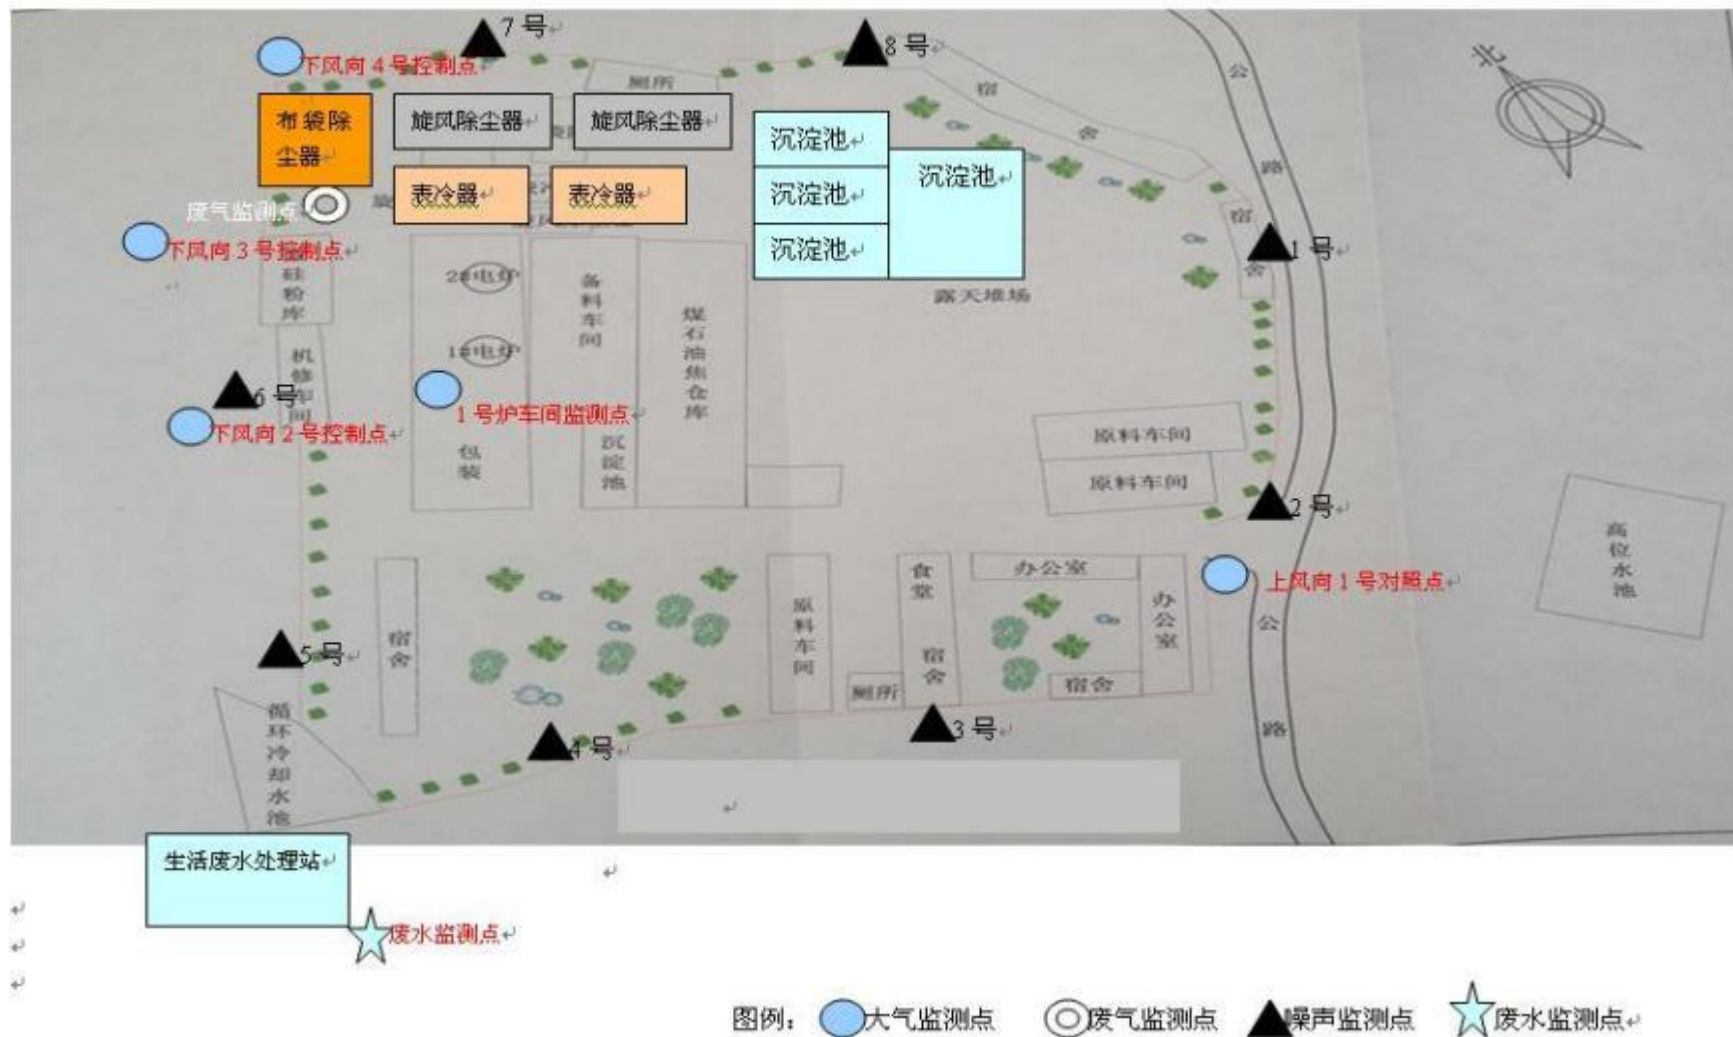 7号
8号
下风向4号控制点
厕所
宿
舍
公
路
北
布袋除
尘器
旋风除尘器
旋风除尘器
沉淀池
沉淀池
沉淀池
沉淀池
表冷器
表冷器
废气监测点
下风向3号控制点
硅粉库
2#电炉
1#电炉
备料车间
煤石油焦仓库
露天堆场
宿
舍
1号
机修车间
6号
下风向2号控制点
1号炉车间监测点
包装
沉淀池
原料车间
原料车间
2号
高位水池
上风向1号对照点
公
路
5号
宿舍
原料车间
厕所
食堂
宿舍
办公室
办公室
宿舍
循环冷却水池
4号
3号
生活废水处理站
废水监测点
图例：
大气监测点
废气监测点
噪声监测点
废水监测点